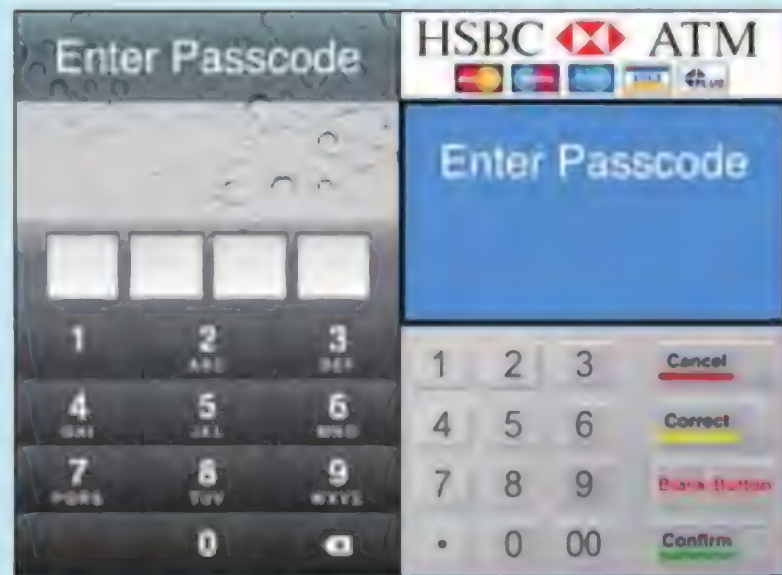 Enter Passcode
1 2 3
ABC DEF
4 5 6
GHI JKL MNO
7 8 9
PQRS TUV WXYZ
0
HSBC ATM
VISA PLUS
Enter Passcode
1 2 3 Cancel
4 5 6 Correct
7 8 9 Blank Button
• 0 00 Confirm